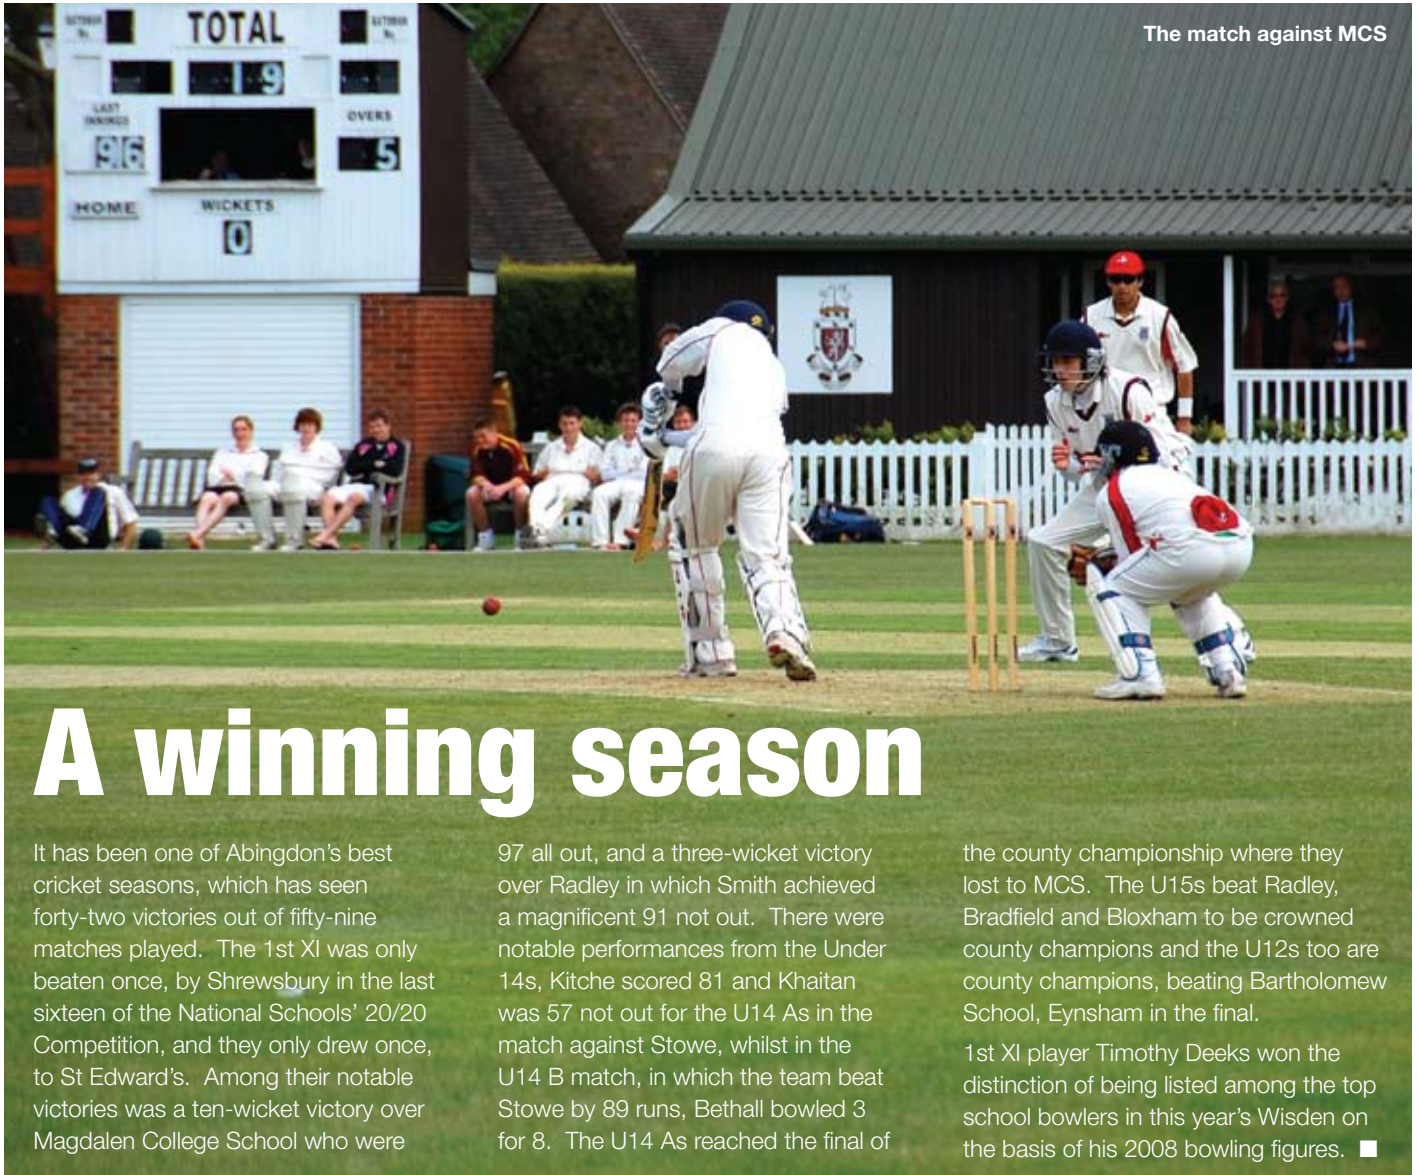 The match against MCS
BATSMAN
No.
TOTAL
BATSMAN
No.
19
LAST
INNINGS
OVERS
96
5
HOME
WICKETS
0
A winning season
It has been one of Abingdon’s best
cricket seasons, which has seen
forty-two victories out of fifty-nine
matches played.  The 1st XI was only
beaten once, by Shrewsbury in the last
sixteen of the National Schools’ 20/20
Competition, and they only drew once,
to St Edward’s.  Among their notable
victories was a ten-wicket victory over
Magdalen College School who were
97 all out, and a three-wicket victory
over Radley in which Smith achieved
a magnificent 91 not out.  There were
notable performances from the Under
14s, Kitche scored 81 and Khaitan
was 57 not out for the U14 As in the
match against Stowe, whilst in the
U14 B match, in which the team beat
Stowe by 89 runs, Bethall bowled 3
for 8.  The U14 As reached the final of
the county championship where they
lost to MCS.  The U15s beat Radley,
Bradfield and Bloxham to be crowned
county champions and the U12s too are
county champions, beating Bartholomew
School, Eynsham in the final.
1st XI player Timothy Deeks won the
distinction of being listed among the top
school bowlers in this year’s Wisden on
the basis of his 2008 bowling figures. ■